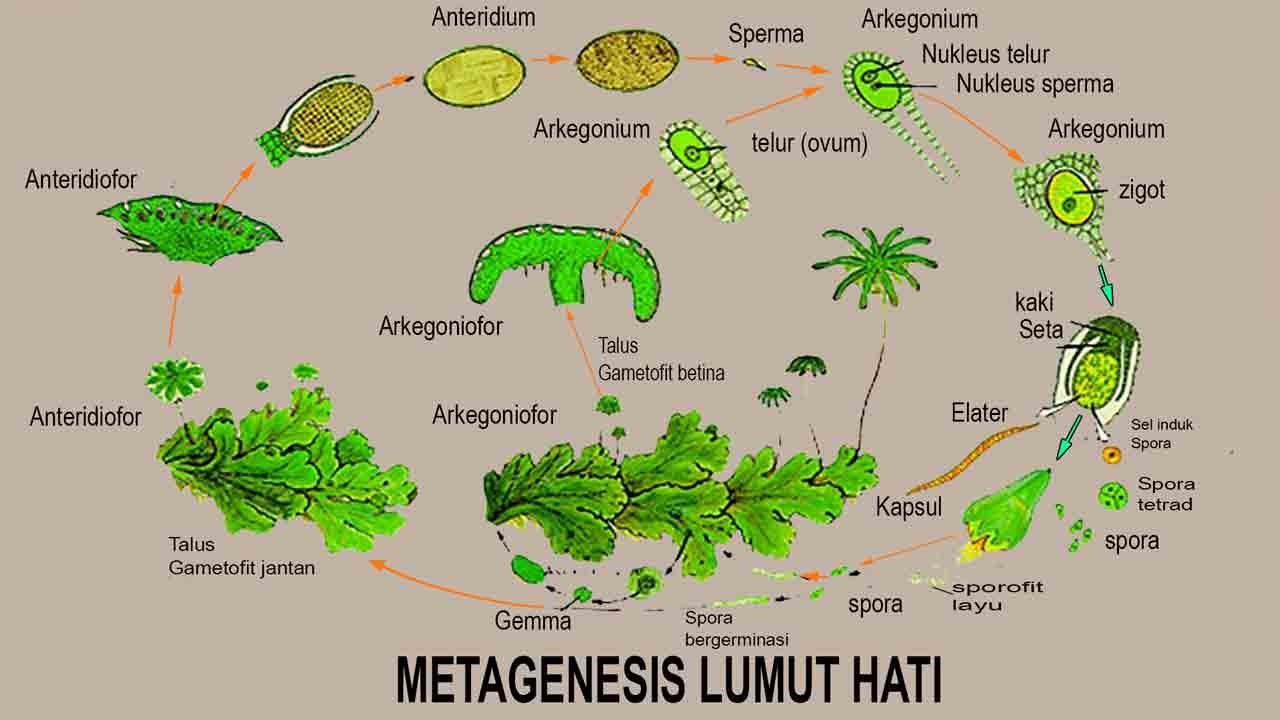 Anteridium
Sperma
Arkegonium
Nukleus telur
Nukleus sperma
Arkegonium
telur (ovum)
Arkegonium
zigot
Anteridiofor
Arkegoniofor
kaki
Seta
Talus
Gametofit betina
Anteridiofor
Arkegoniofor
Elater
Sel induk
Spora
Kapsul
Spora
tetrad
spora
Talus
Gametofit jantan
sporofit
layu
spora
Gemma
Spora
bergerminasi
METAGENESIS LUMUT HATI